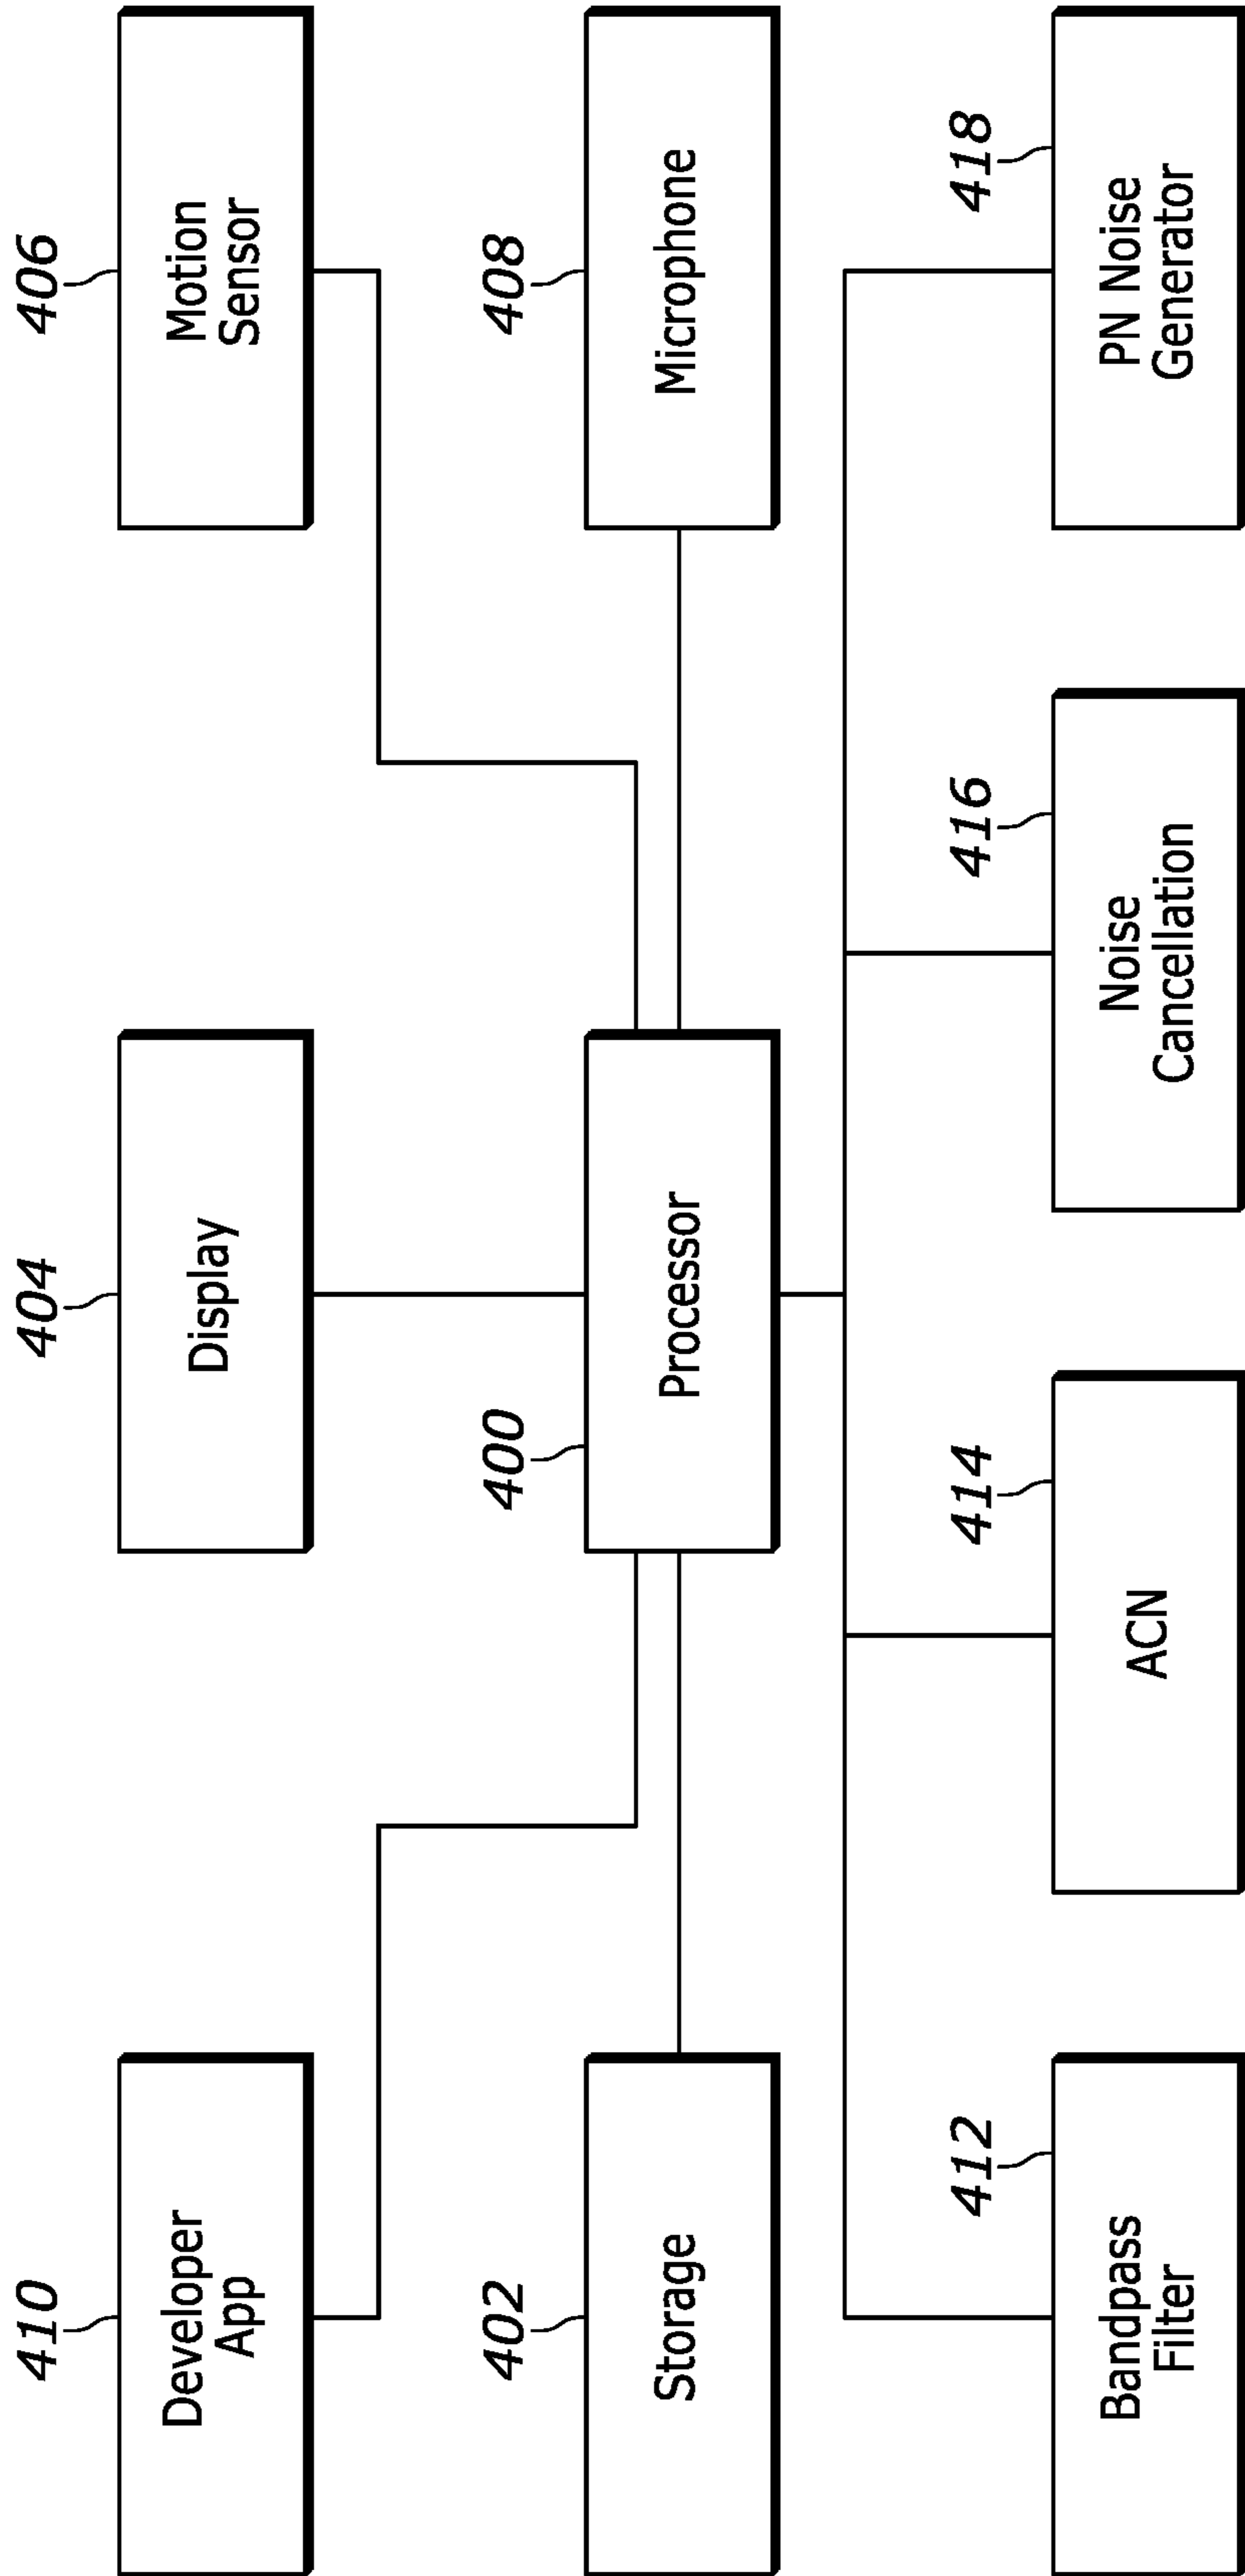 410
Developer
App
404
Display
406
Motion
Sensor
402
Storage
400
Processor
408
Microphone
412
Bandpass
Filter
414
ACN
416
Noise
Cancellation
418
PN Noise
Generator